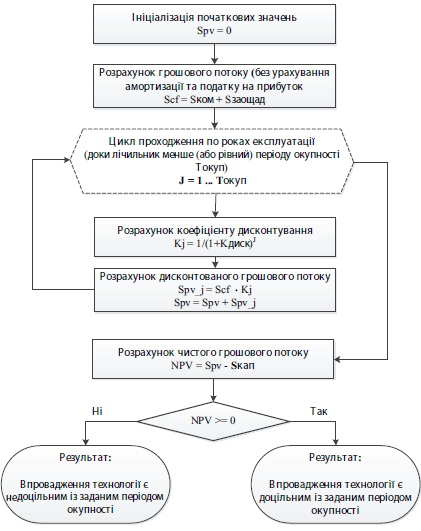 Ініціалізація початкових значень
Spv = 0
Розрахунок грошового потоку (без урахування
амортизації та податку на прибуток
Scf = Sком + Sзаощад
Цикл проходження по роках експлуатації
(доки лічильник менше (або рівний) періоду окупності
Токуп)
J = 1 ... Токуп
Розрахунок коефіцієнту дисконтування
Kj = 1/(1+Kдиск)^J
Розрахунок дисконтованого грошового потоку
Spv_j = Scf · Kj
Spv = Spv + Spv_j
Розрахунок чистого грошового потоку
NPV = Spv - Sкап
Ні
NPV >= 0
Так
Результат:
Впровадження технології є
недоцільним із заданим періодом
окупності
Результат:
Впровадження технології є
доцільним із заданим періодом
окупності